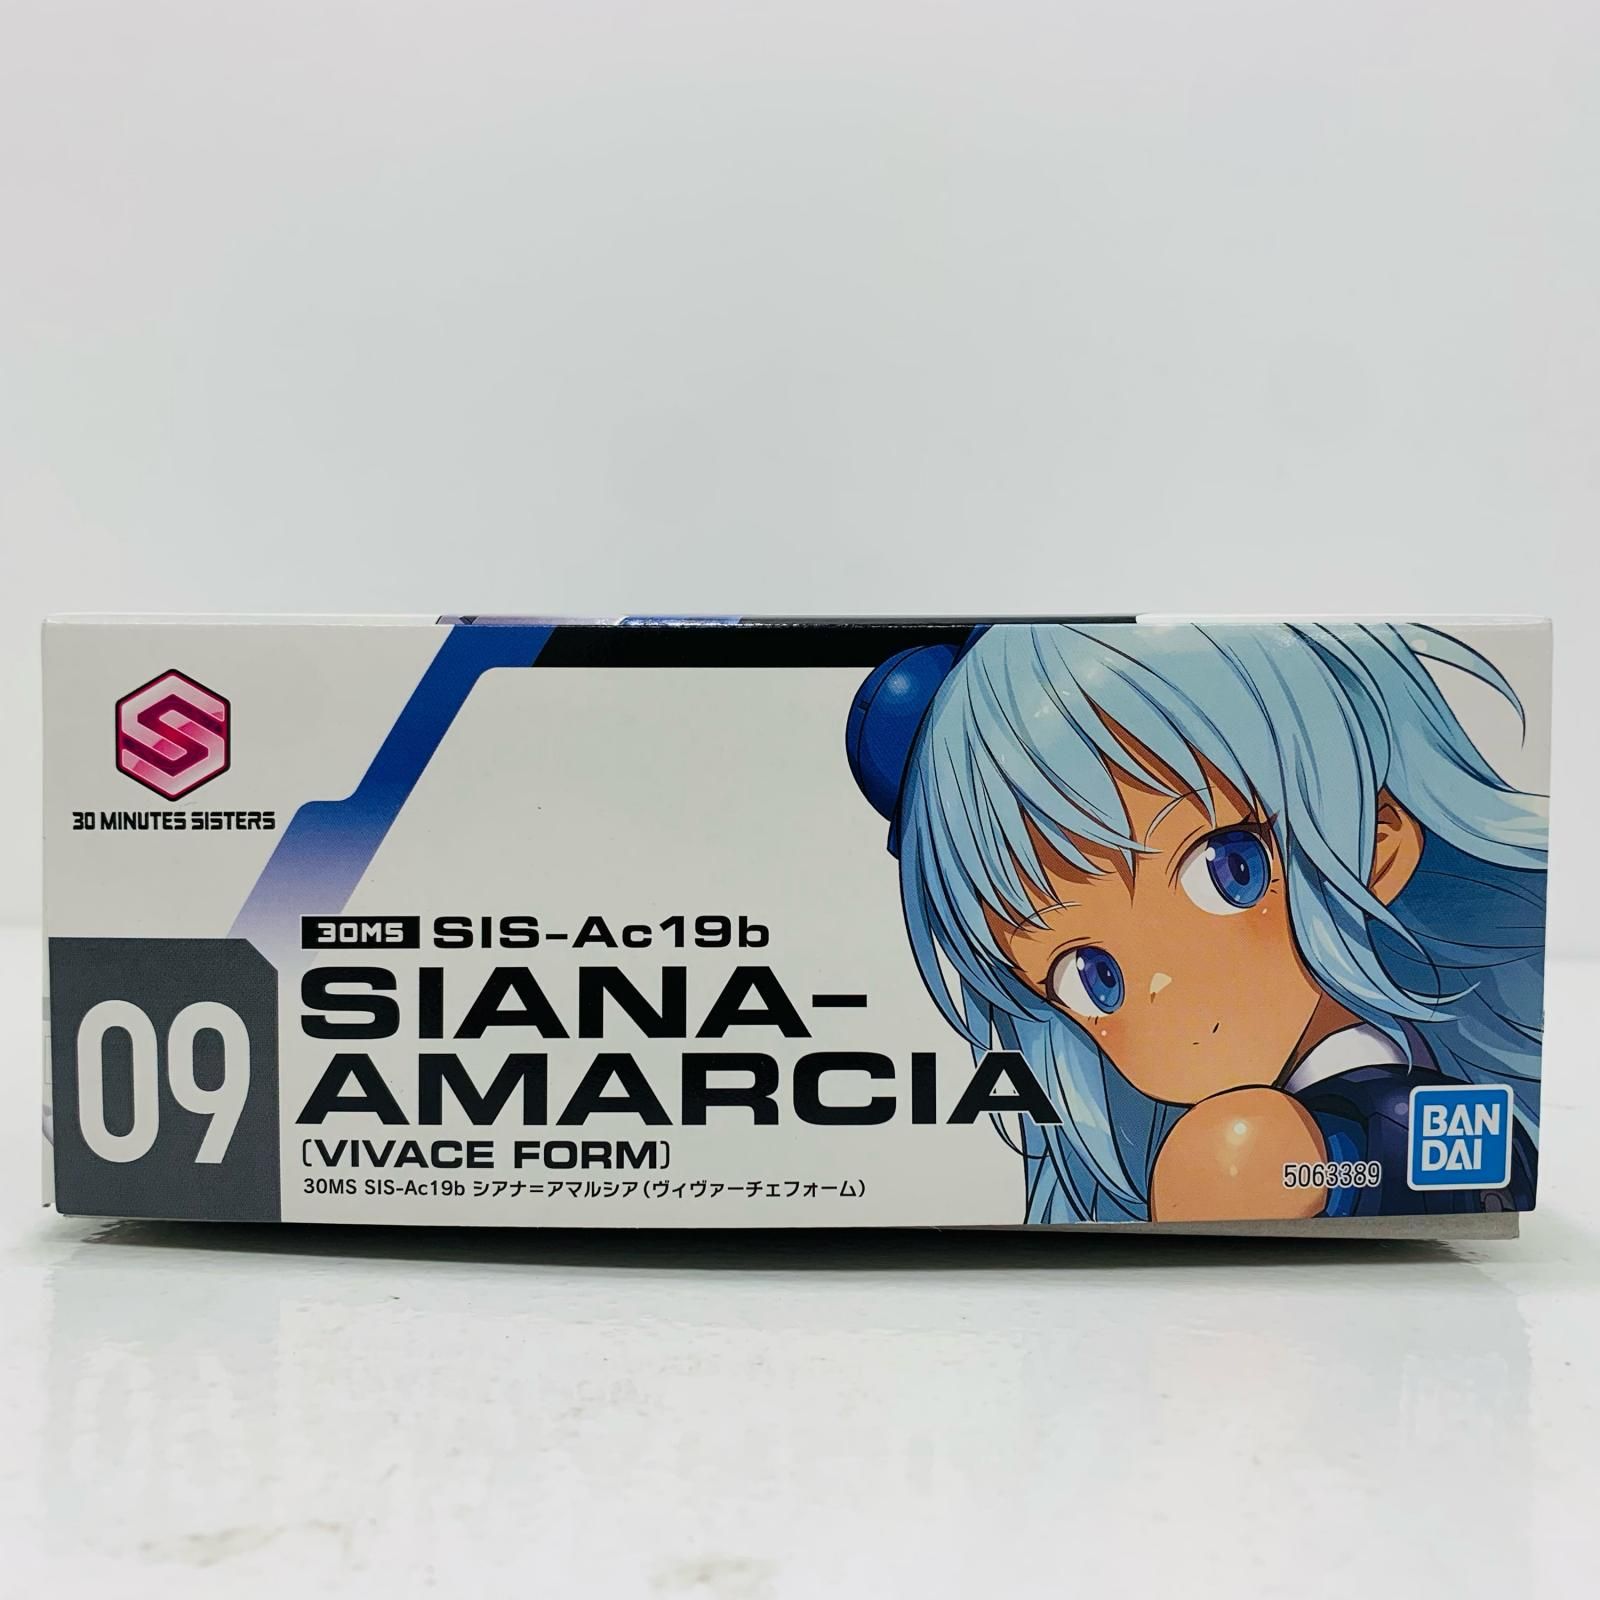 30 MINUTES SISTERS
30MS SIS-Ac19b
09
SIANA-
AMARCIA
(VIVACE FORM)
30MS SIS-Ac19b シアナ=アマルシア(ヴィヴァーチェフォーム)
5063389
BAN
DAI